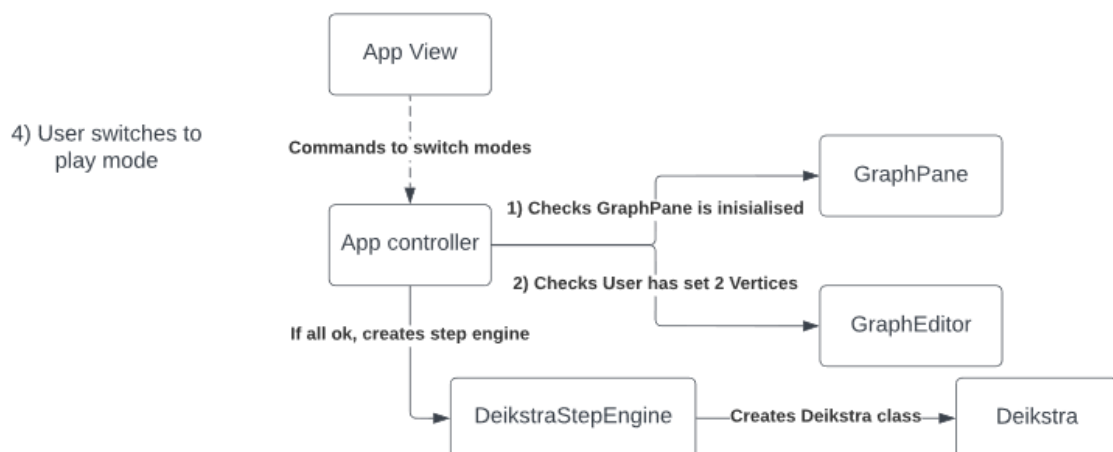 App View
4) User switches to
play mode
Commands to switch modes
GraphPane
1) Checks GraphPane is inisialised
App controller
2) Checks User has set 2 Vertices
GraphEditor
If all ok, creates step engine
DeikstraStepEngine
Creates Deikstra class
Deikstra